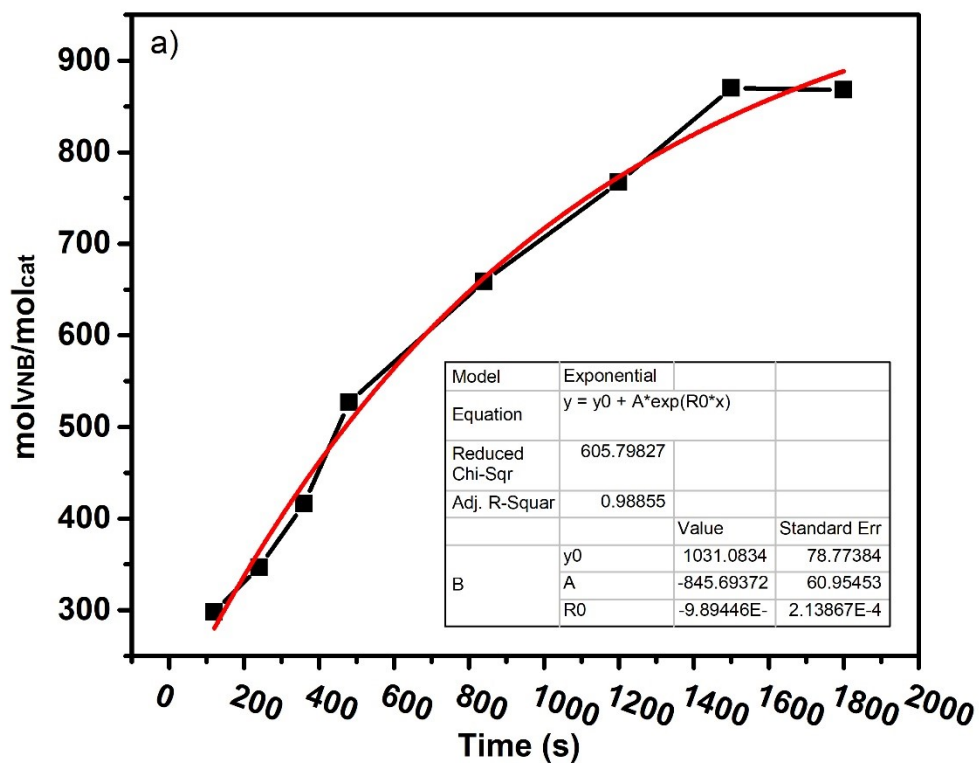 a)
900
800
700
600
500
400
300
molVNB/molcat
Model Exponential
Equation y = y0 + A*exp(R0*x)
Reduced Chi-Sqr 605.79827
Adj. R-Squar 0.98855
Value Standard Err
B y0 1031.0834 78.77384
A -845.69372 60.95453
R0 -9.89446E- 2.13867E-4
0 200 400 600 800 1000 1200 1400 1600 1800 2000
Time (s)